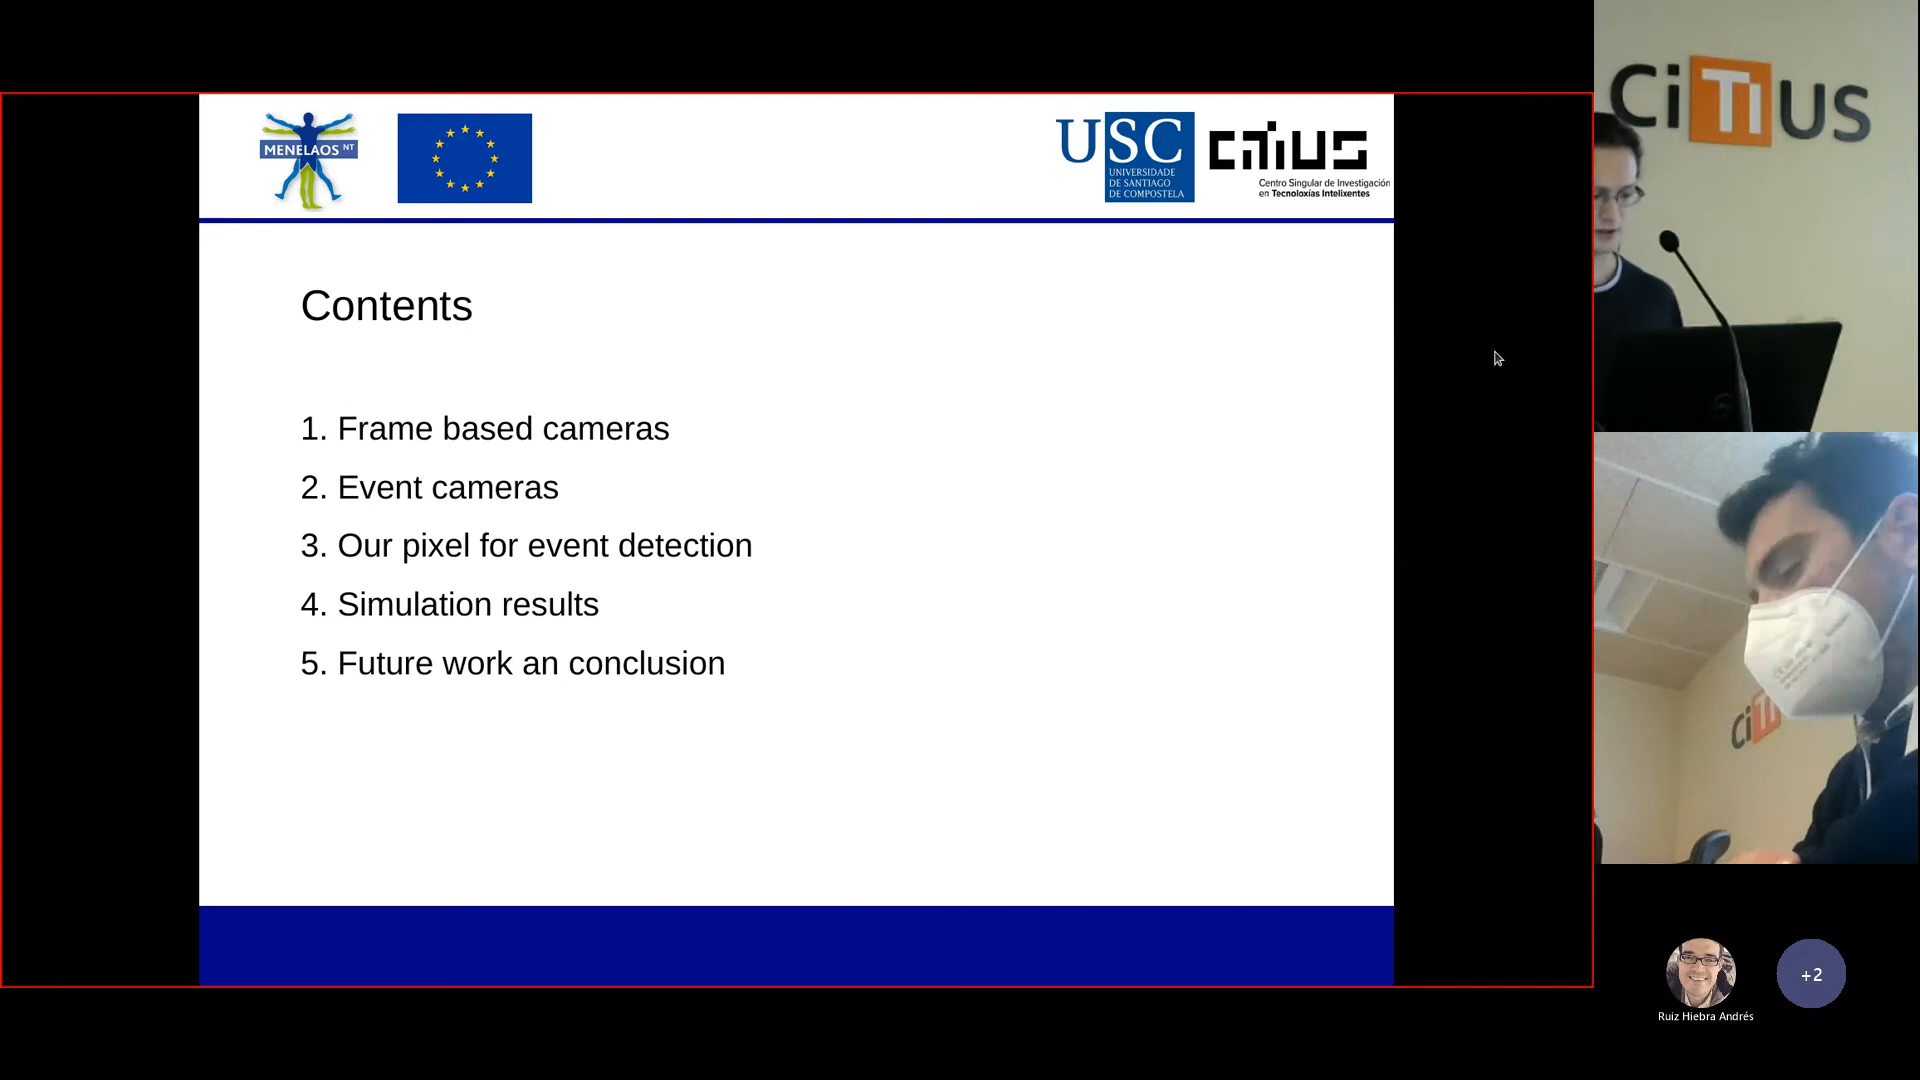 MENELAOS NT
USC
UNIVERSIDADE
DE SANTIAGO
DE COMPOSTELA
CITIUS
Centro Singular de Investigación
en Tecnoloxías Intelixentes
Contents
1. Frame based cameras
2. Event cameras
3. Our pixel for event detection
4. Simulation results
5. Future work an conclusion
CiTIUS
CiTI
Ruiz Hiebra Andrés
+2